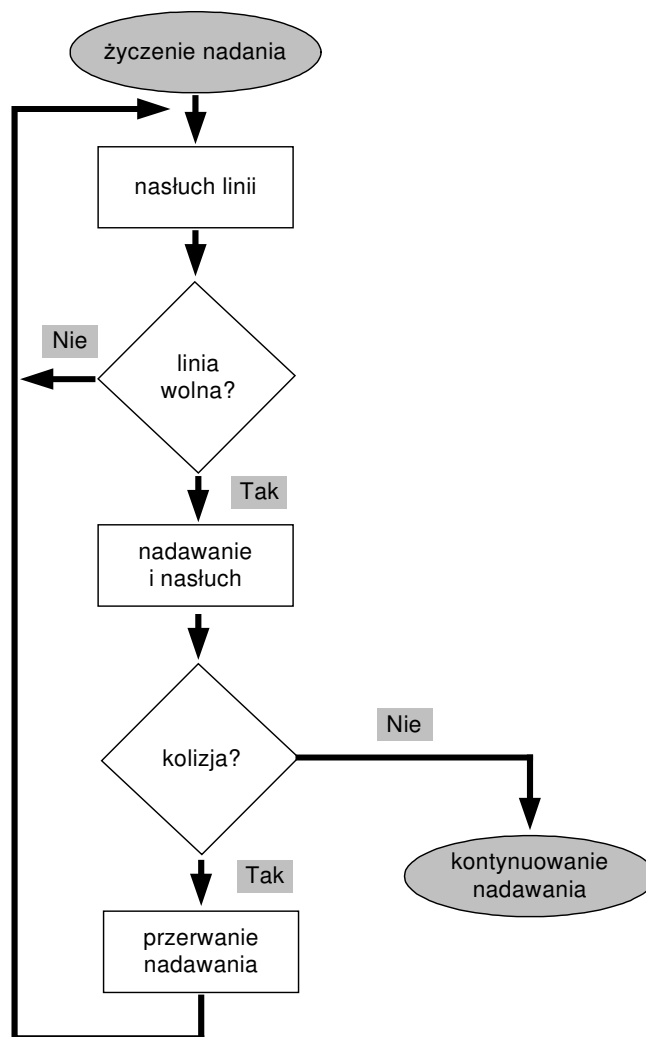 życzenie nadania
nasłuch linii
Nie
linia
wolna?
Tak
nadawanie
i nasłuch
Nie
kolizja?
kontynuowanie
nadawania
Tak
przerwanie
nadawania